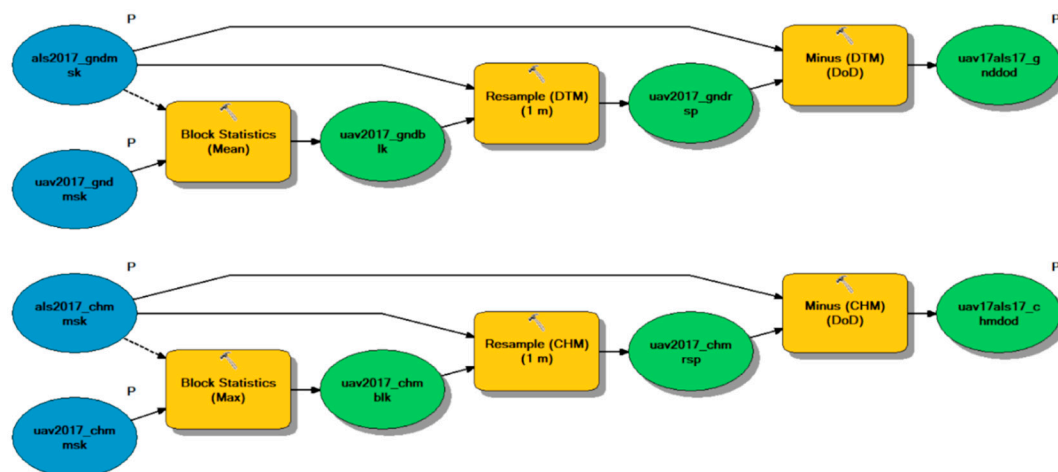 P
als2017_gndm
sk
P
uav2017_gnd
msk
Block Statistics
(Mean)
uav2017_gndb
lk
Resample (DTM)
(1 m)
uav2017_gndr
sp
Minus (DTM)
(DoD)
P
uav17als17_g
nddod
P
als2017_chm
msk
P
uav2017_chm
msk
Block Statistics
(Max)
uav2017_chm
blk
Resample (CHM)
(1 m)
uav2017_chm
rsp
Minus (CHM)
(DoD)
P
uav17als17_c
hmdod